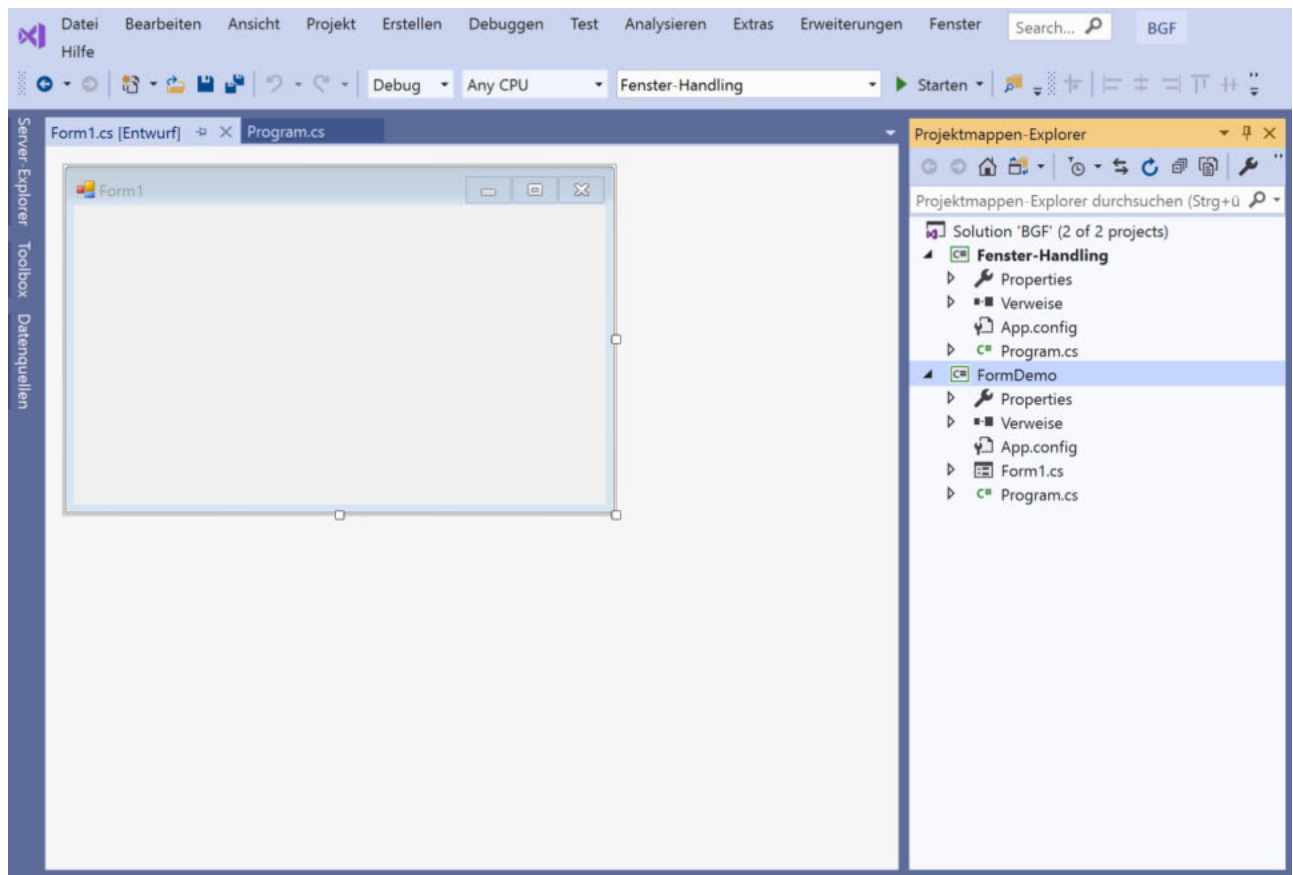 Datei Bearbeiten Ansicht Projekt Erstellen Debuggen Test Analysieren Extras Erweiterungen Fenster Search... BGF
Hilfe
Debug Any CPU Fenster-Handling Starten
Server-Explorer
Toolbox
Datenquellen
Form1.cs [Entwurf] Program.cs
Form1
Projektmappen-Explorer
Projektmappen-Explorer durchsuchen (Strg+ü
Solution 'BGF' (2 of 2 projects)
C# Fenster-Handling
Properties
Verweise
App.config
C# Program.cs
C# FormDemo
Properties
Verweise
App.config
Form1.cs
C# Program.cs